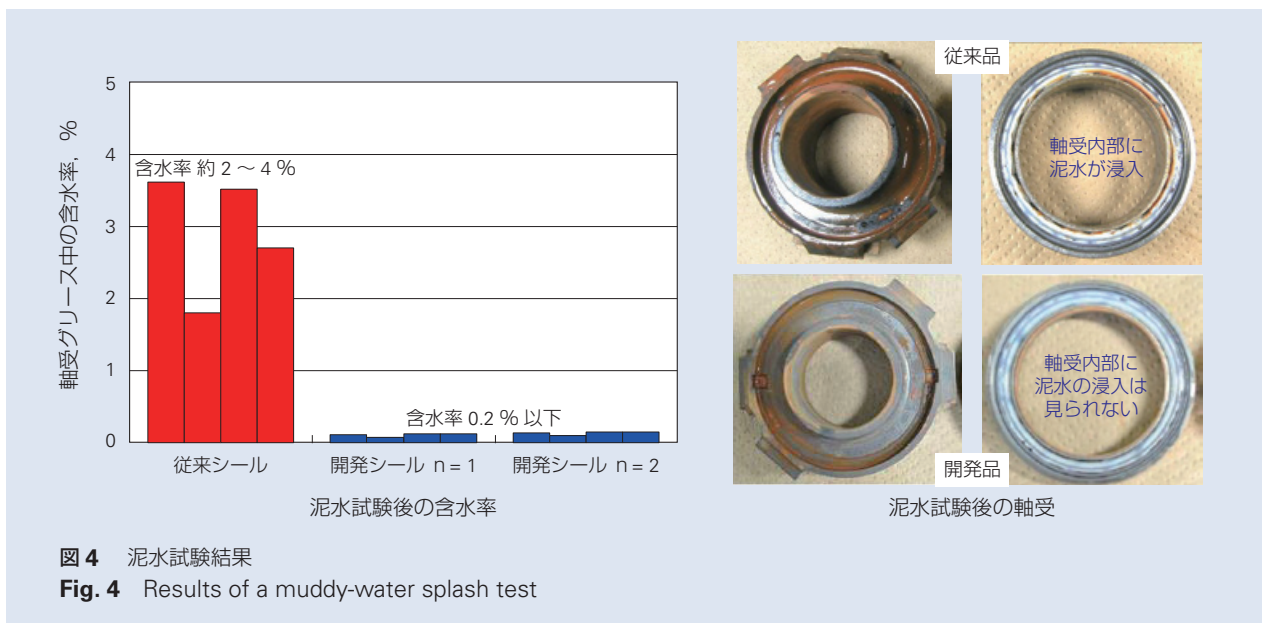 軸受グリース中の含水率, %
5
4
3
2
1
0
含水率 約 2 ~ 4 %
含水率 0.2 % 以下
従来シール
開発シール n = 1
開発シール n = 2
泥水試験後の含水率
従来品
軸受内部に
泥水が浸入
軸受内部に
泥水の浸入は
見られない
開発品
泥水試験後の軸受
図 4 泥水試験結果
Fig. 4 Results of a muddy-water splash test